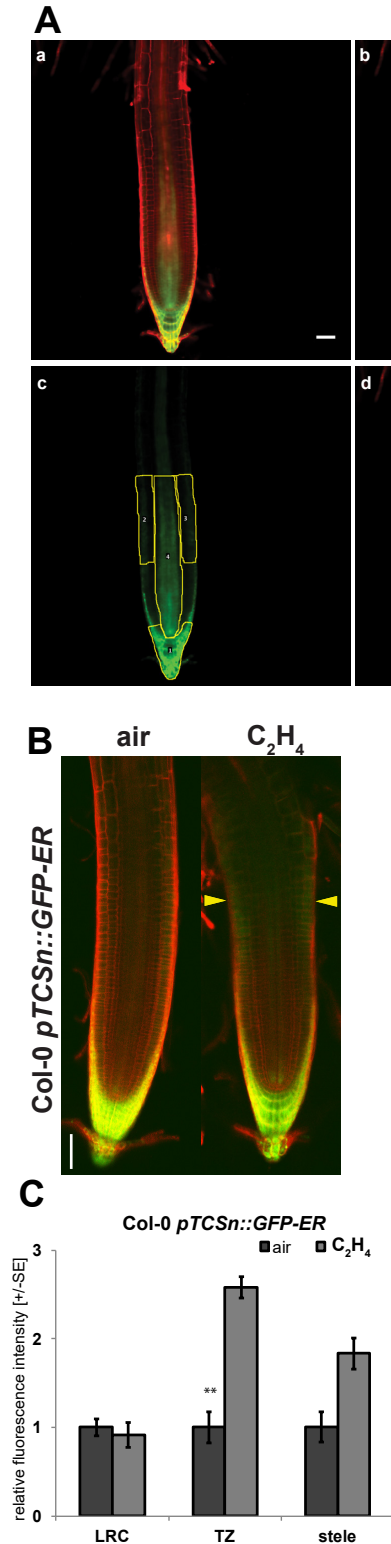 A
a
b
c
d
2
3
4
1
B
air
C2H4
Col-0 pTCSn::GFP-ER
C
Col-0 pTCSn::GFP-ER
air
C2H4
relative fluorescence intensity [+/-SE]
3
2
1
0
**
LRC
TZ
stele